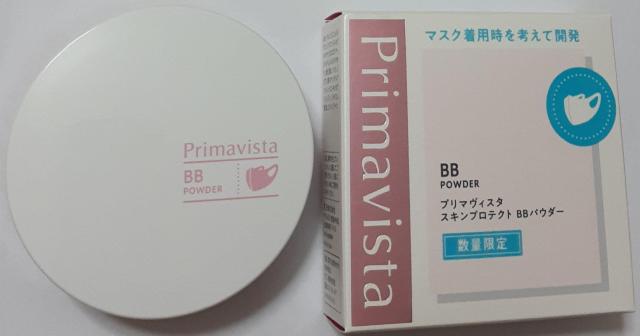 Primavista
BB
POWDER
Primavista
マスク着用時を考えて開発
BB
POWDER
プリマヴィスタ
スキンプロテクト BBパウダー
数量限定